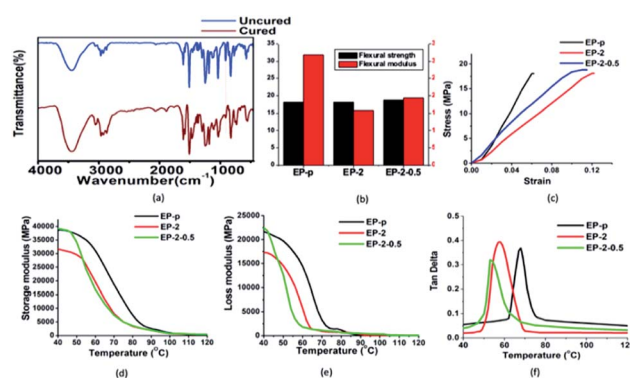 Uncured
Cured
Transmittance(%)
4000 3000 2000 1000
Wavenumber(cm-1)
(a)
Flexural strength
Flexural modulus
35
30
25
20
15
10
5
0
EP-p EP-2 EP-2-0.5
(b)
EP-p
EP-2
EP-2-0.5
Stress (MPa)
20
15
10
5
0
0.00 0.04 0.08 0.12
Strain
(c)
EP-p
EP-2
EP-2-0.5
Storage modulus (MPa)
40000
35000
30000
25000
20000
15000
10000
5000
0
40 50 60 70 80 90 100 110 120
Temperature (°C)
(d)
EP-p
EP-2
EP-2-0.5
Loss modulus (MPa)
25000
20000
15000
10000
5000
0
40 50 60 70 80 90 100 110 120
Temperature (°C)
(e)
EP-p
EP-2
EP-2-0.5
Tan Delta
0.5
0.4
0.3
0.2
0.1
0.0
40 60 80 100 120
Temperature (°C)
(f)